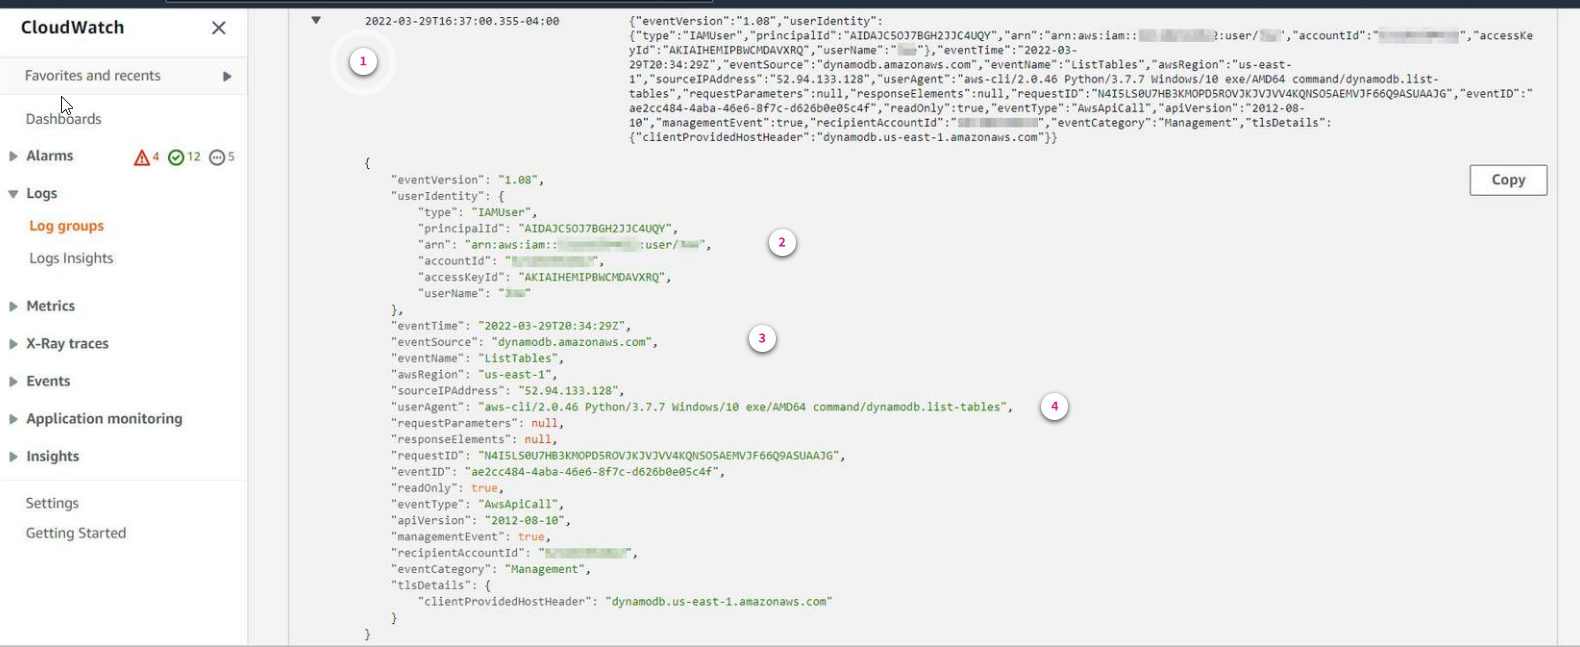 CloudWatch
Favorites and recents
Dashboards
Alarms 4 12 5
Logs
Log groups
Logs Insights
Metrics
X-Ray traces
Events
Application monitoring
Insights
Settings
Getting Started
2022-03-29T16:37:00.355-04:00
1
{"eventVersion":"1.08","userIdentity":
{"type":"IAMUser","principalId":"AIDAJC5OJ7BGH2JJC4UQY","arn":"arn:aws:iam:: 2:user/ ","accountId":" ","accessKe
yId":"AKIAIHEMIPBWCMDAVXRQ","userName":" "},"eventTime":"2022-03-
29T20:34:29Z","eventSource":"dynamodb.amazonaws.com","eventName":"ListTables","awsRegion":"us-east-
1","sourceIPAddress":"52.94.133.128","userAgent":"aws-cli/2.0.46 Python/3.7.7 Windows/10 exe/AMD64 command/dynamodb.list-
tables","requestParameters":null,"responseElements":null,"requestID":"N4I5LS0U7HB3KMOPD5ROVJKJVJVV4KQNSO5AEMVJF66Q9ASUAAJG","eventID":"
ae2cc484-4aba-46e6-8f7c-d626b0e05c4f","readOnly":true,"eventType":"AwsApiCall","apiVersion":"2012-08-
10","managementEvent":true,"recipientAccountId":" ","eventCategory":"Management","tlsDetails":
{"clientProvidedHostHeader":"dynamodb.us-east-1.amazonaws.com"}}
Copy
{
"eventVersion": "1.08",
"userIdentity": {
"type": "IAMUser",
"principalId": "AIDAJC5OJ7BGH2JJC4UQY",
"arn": "arn:aws:iam:: :user/ ", 2
"accountId": " ",
"accessKeyId": "AKIAIHEMIPBWCMDAVXRQ",
"userName": " "
},
"eventTime": "2022-03-29T20:34:29Z",
"eventSource": "dynamodb.amazonaws.com", 3
"eventName": "ListTables",
"awsRegion": "us-east-1",
"sourceIPAddress": "52.94.133.128",
"userAgent": "aws-cli/2.0.46 Python/3.7.7 Windows/10 exe/AMD64 command/dynamodb.list-tables", 4
"requestParameters": null,
"responseElements": null,
"requestID": "N4I5LS0U7HB3KMOPD5ROVJKJVJVV4KQNSO5AEMVJF66Q9ASUAAJG",
"eventID": "ae2cc484-4aba-46e6-8f7c-d626b0e05c4f",
"readOnly": true,
"eventType": "AwsApiCall",
"apiVersion": "2012-08-10",
"managementEvent": true,
"recipientAccountId": " ",
"eventCategory": "Management",
"tlsDetails": {
"clientProvidedHostHeader": "dynamodb.us-east-1.amazonaws.com"
}
}